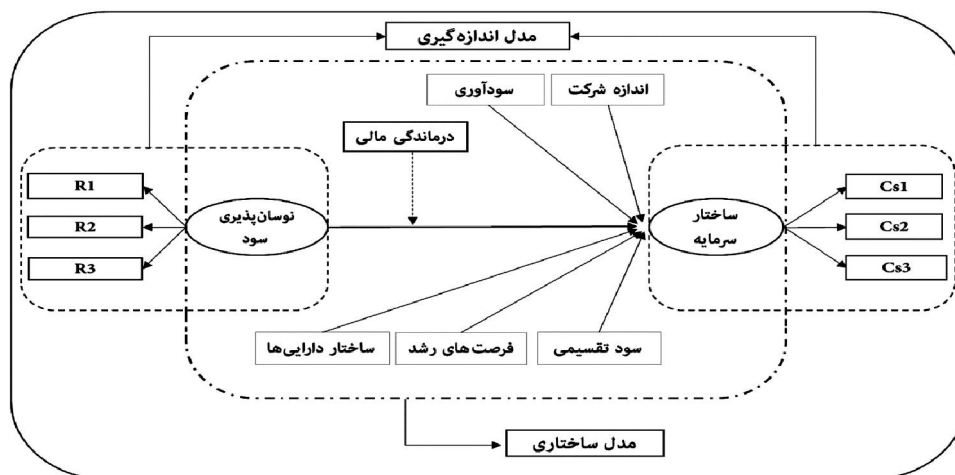 مدل اندازه‌گیری
اندازه شرکت
سودآوری
درماندگی مالی
Cs1
Cs2
Cs3
ساختار
سرمایه
نوسان‌پذیری
سود
R1
R2
R3
سود تقسیمی
فرصت‌های رشد
ساختار دارایی‌ها
مدل ساختاری